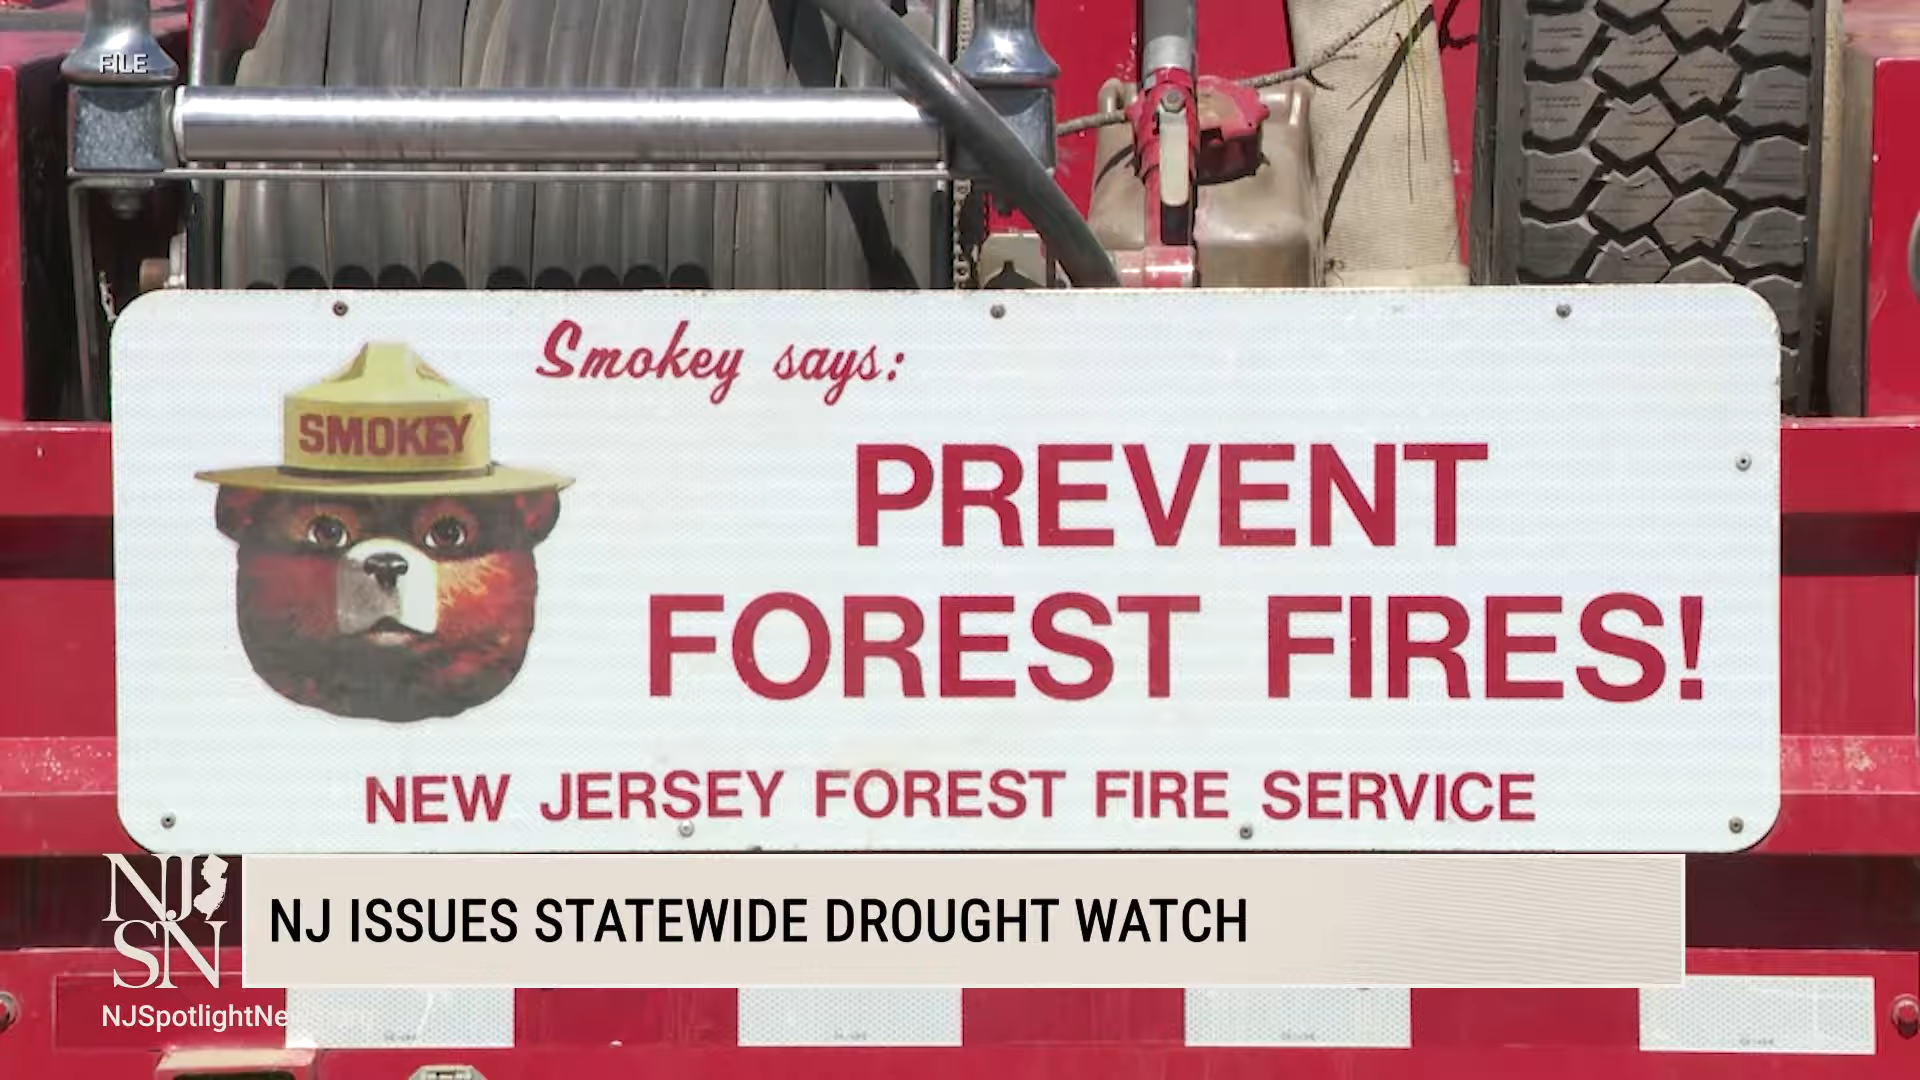 FILE
Smokey says:
SMOKEY
PREVENT
FOREST FIRES!
NEW JERSEY FOREST FIRE SERVICE
NJ
SN
NJ ISSUES STATEWIDE DROUGHT WATCH
NJSpotlightNe